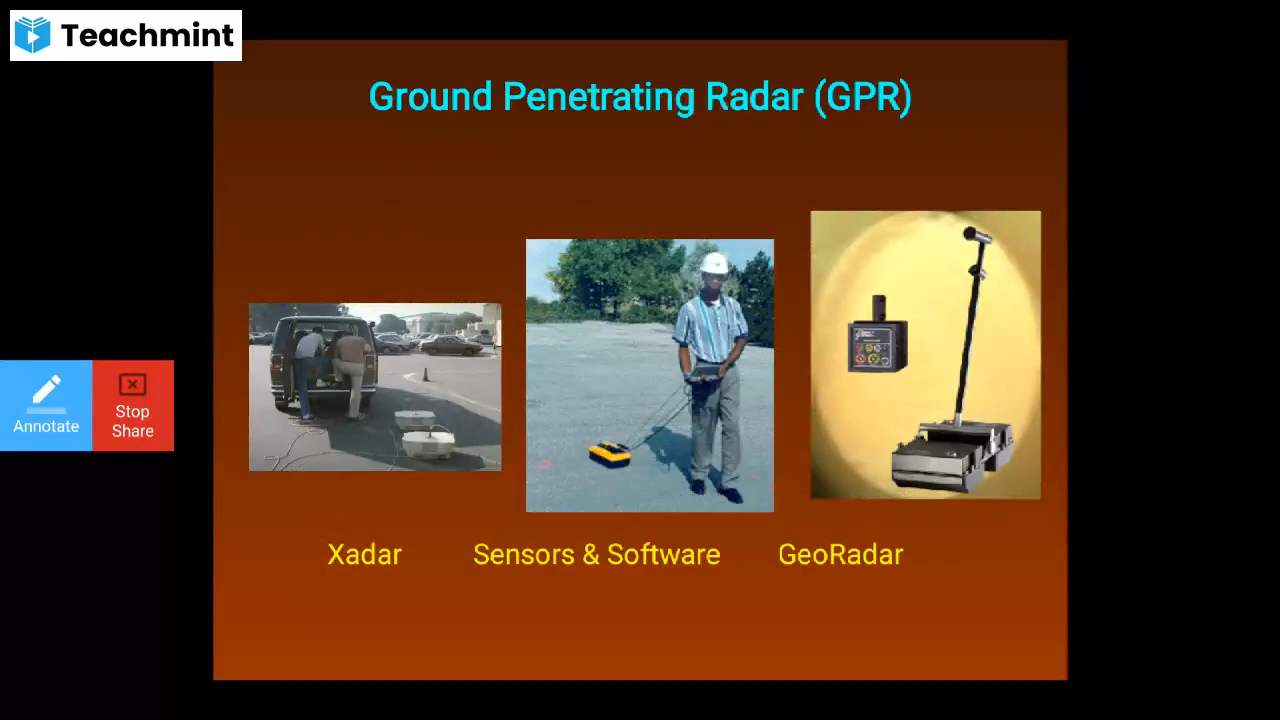 Teachmint
Ground Penetrating Radar (GPR)
Annotate
Stop
Share
Xadar Sensors & Software GeoRadar